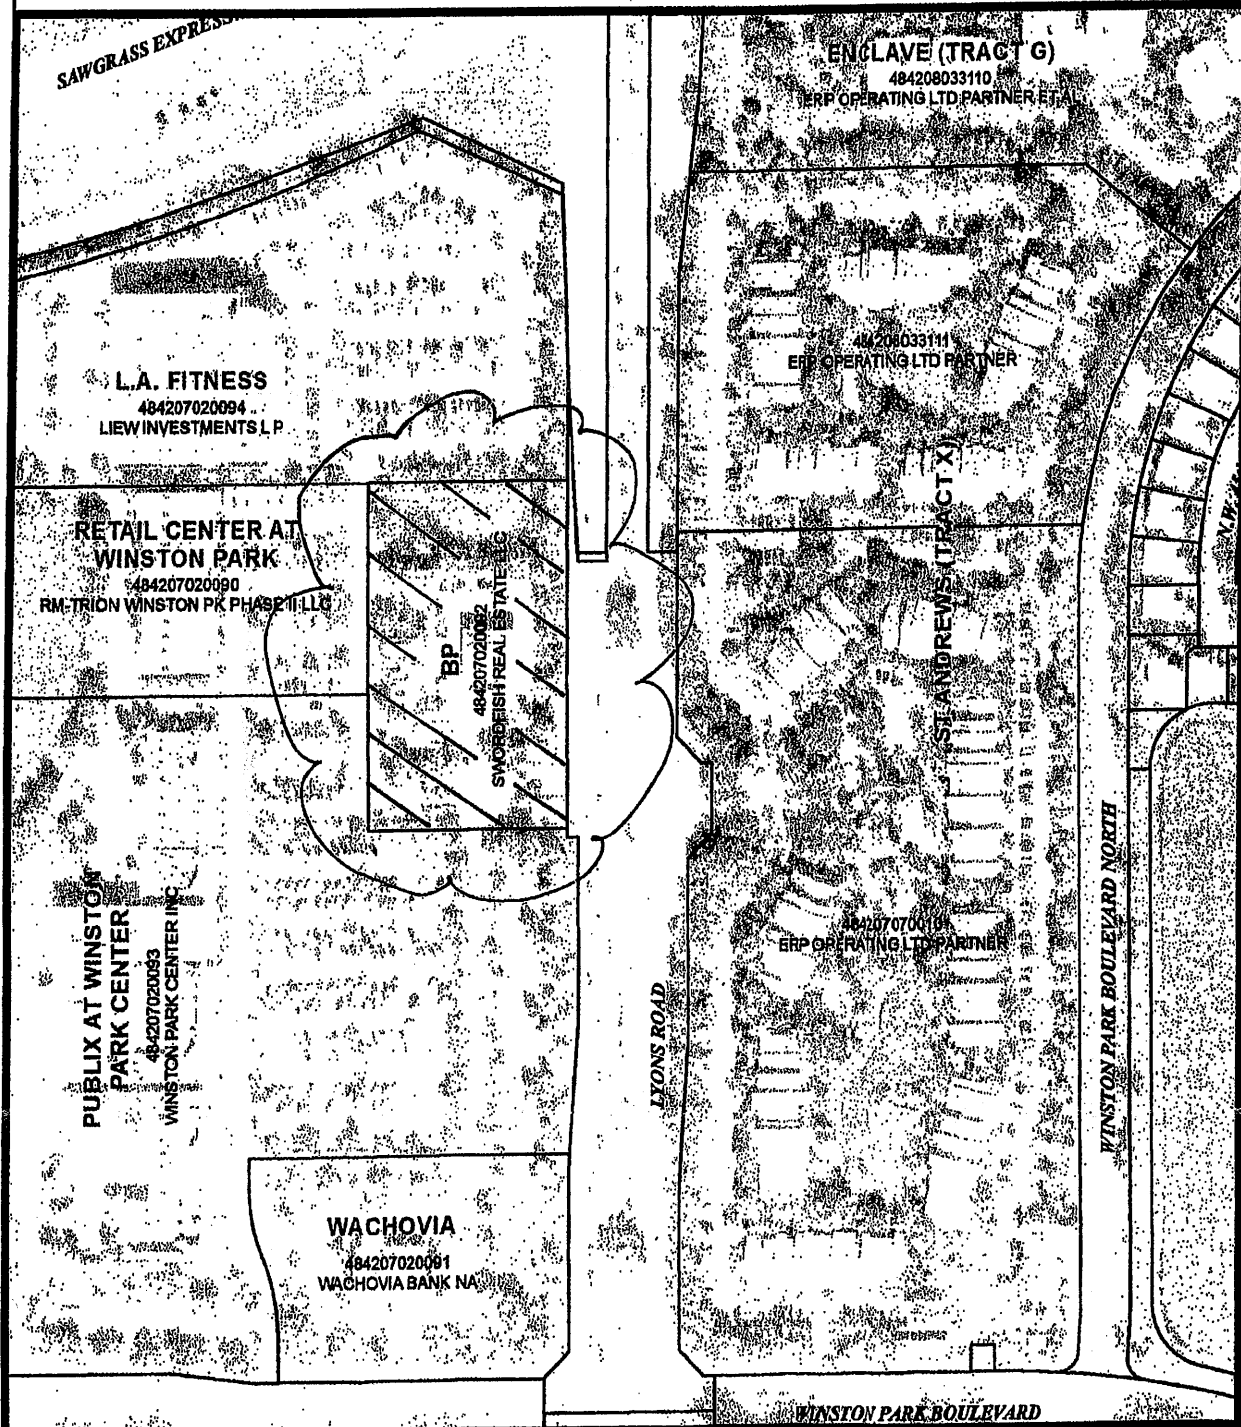 SAWGRASS EXPRESS
ENCLAVE (TRACT G)
484208033110
ERP OPERATING LTD PARTNER ET AL
484208033111
ERP OPERATING LTD PARTNER
L.A. FITNESS
484207020094
LIEW INVESTMENTS L P
RETAIL CENTER AT
WINSTON PARK
484207020090
RM-TRION WINSTON PK PHASE II LLC
BP
484207020092
SWORDFISH REAL ESTATE LLC
ST ANDREWS (TRACT X)
N.W.
PUBLIX AT WINSTON
PARK CENTER
484207020093
WINSTON PARK CENTER INC
484207070010
ERP OPERATING LTD PARTNER
LYONS ROAD
WINSTON PARK BOULEVARD NORTH
WACHOVIA
484207020091
WACHOVIA BANK NA
WINSTON PARK BOULEVARD